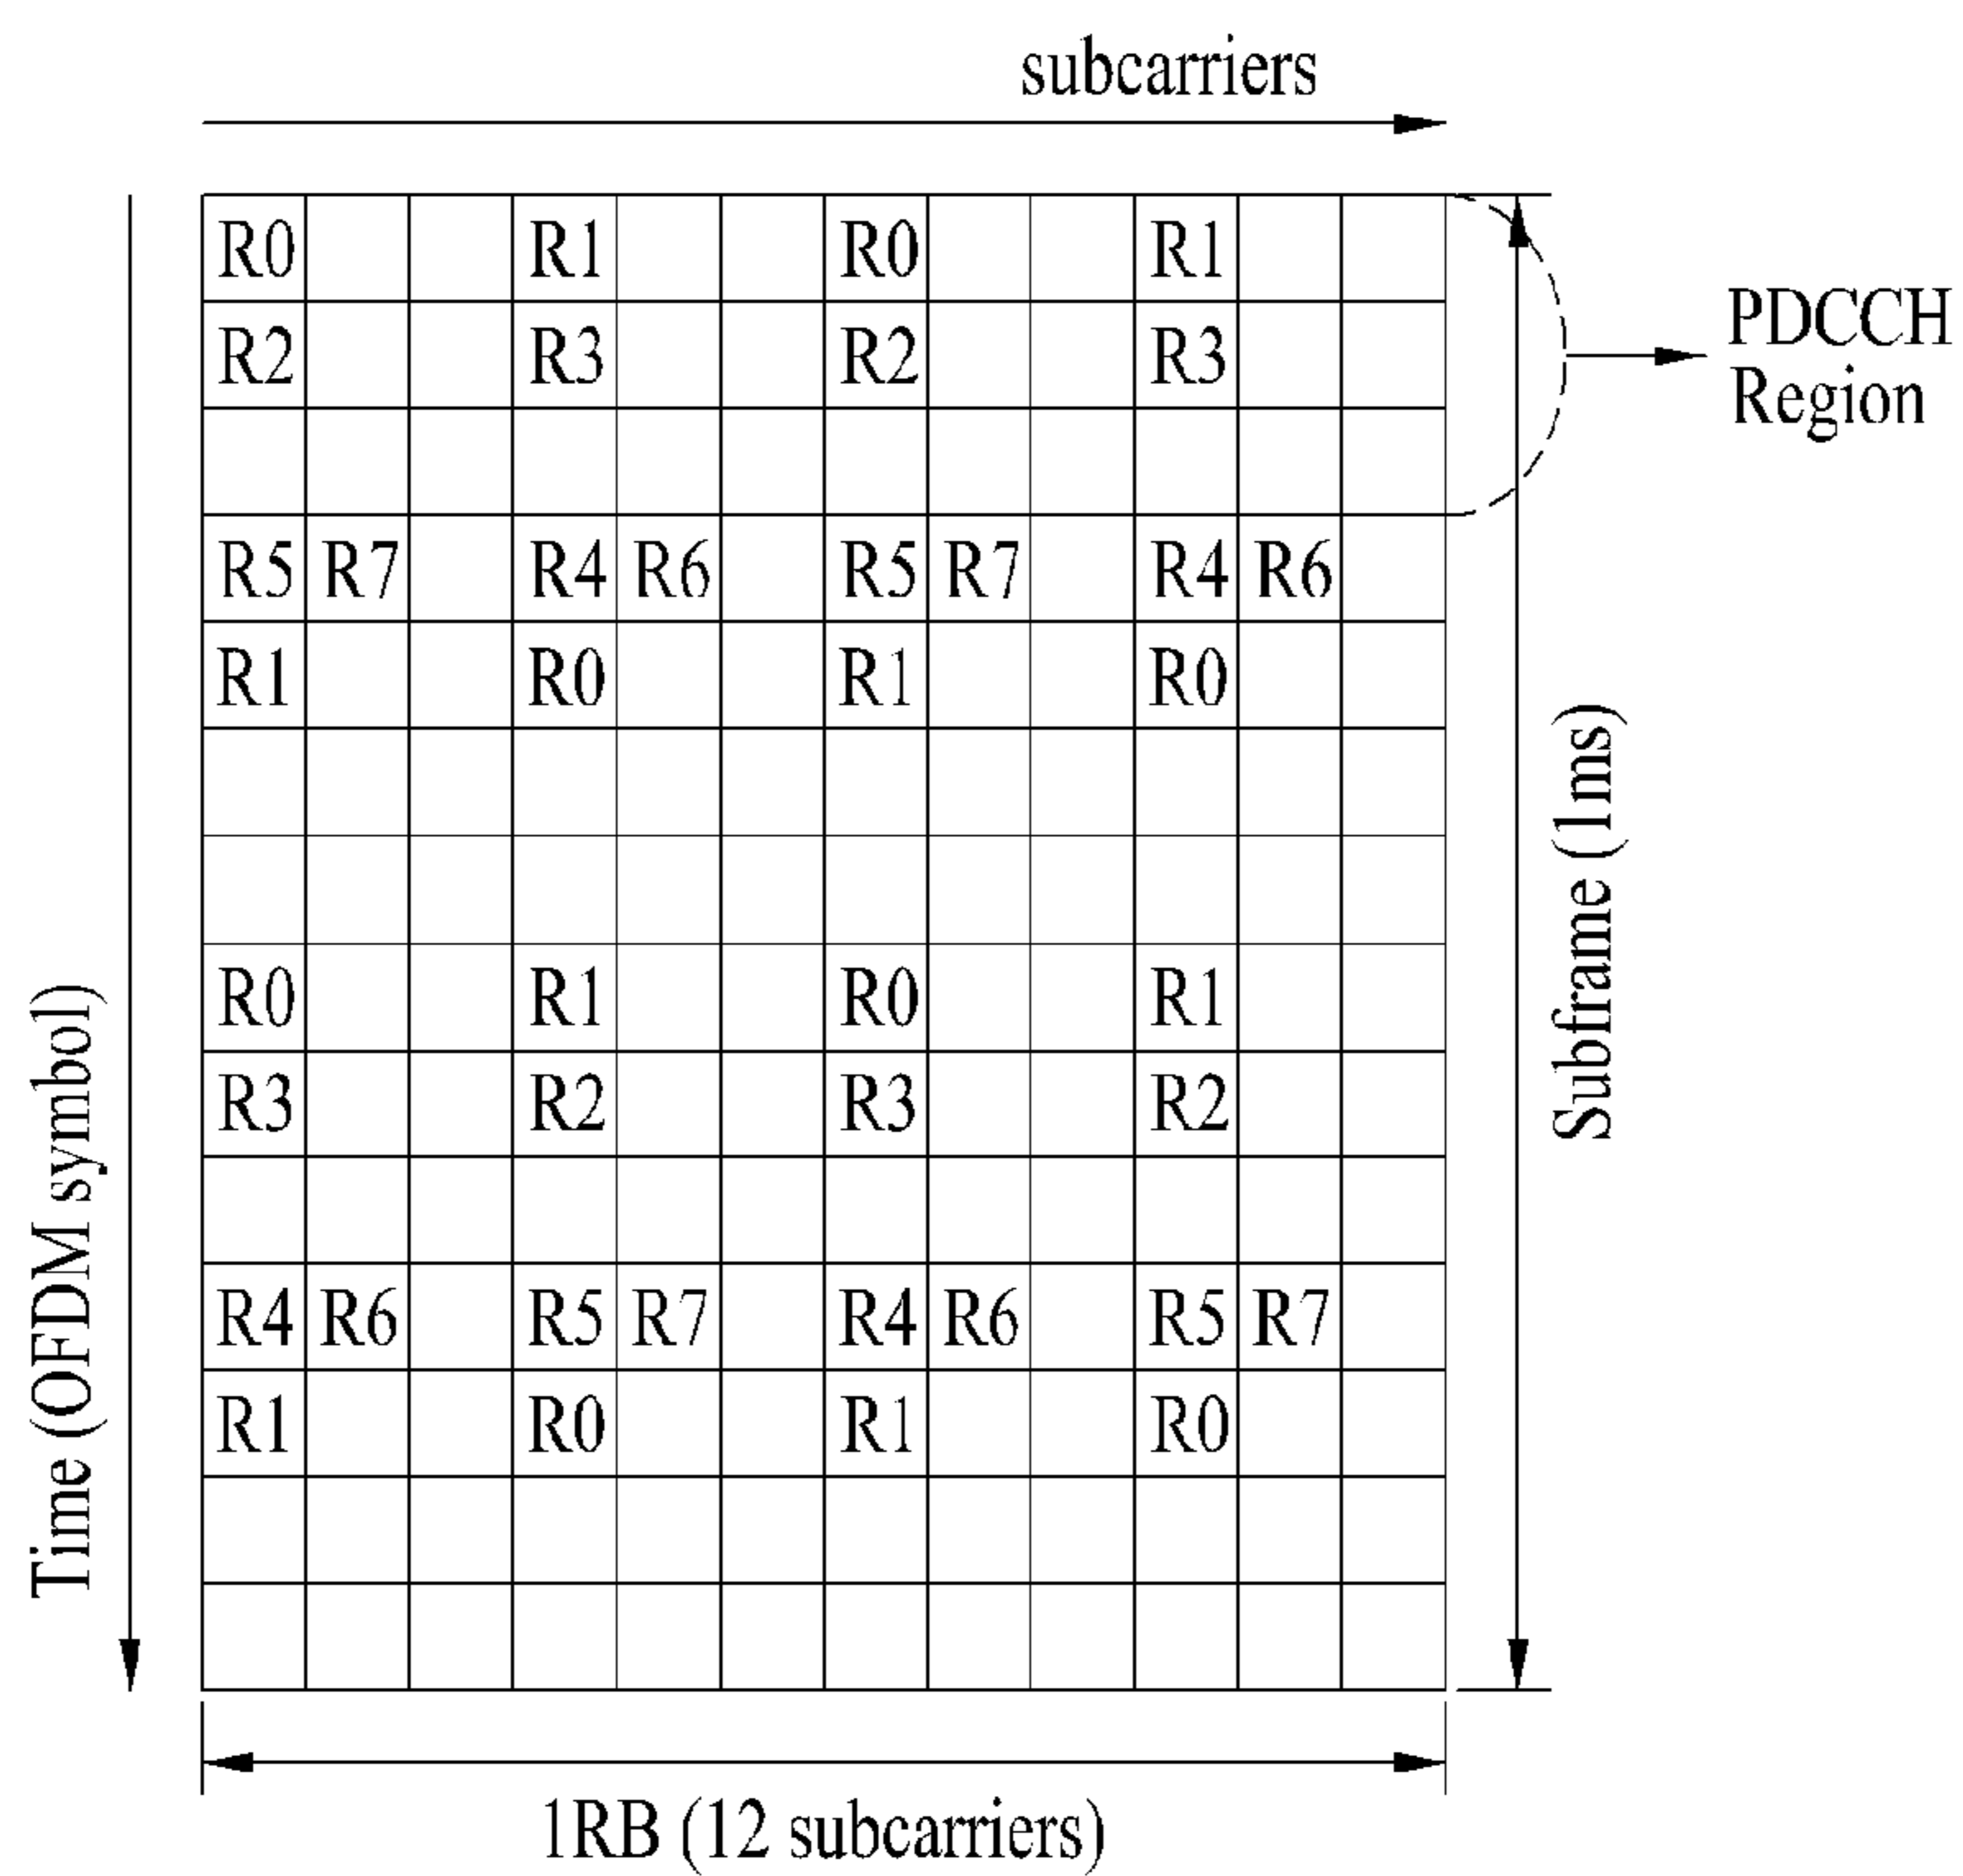 subcarriers
R0 R1 R0 R1
R2 R3 R2 R3
PDCCH
Region
R5 R7 R4 R6 R5 R7 R4 R6
R1 R0 R1 R0
R0 R1 R0 R1
R3 R2 R3 R2
R4 R6 R5 R7 R4 R6 R5 R7
R1 R0 R1 R0
Time (OFDM symbol)
Subframe (1ms)
1RB (12 subcarriers)